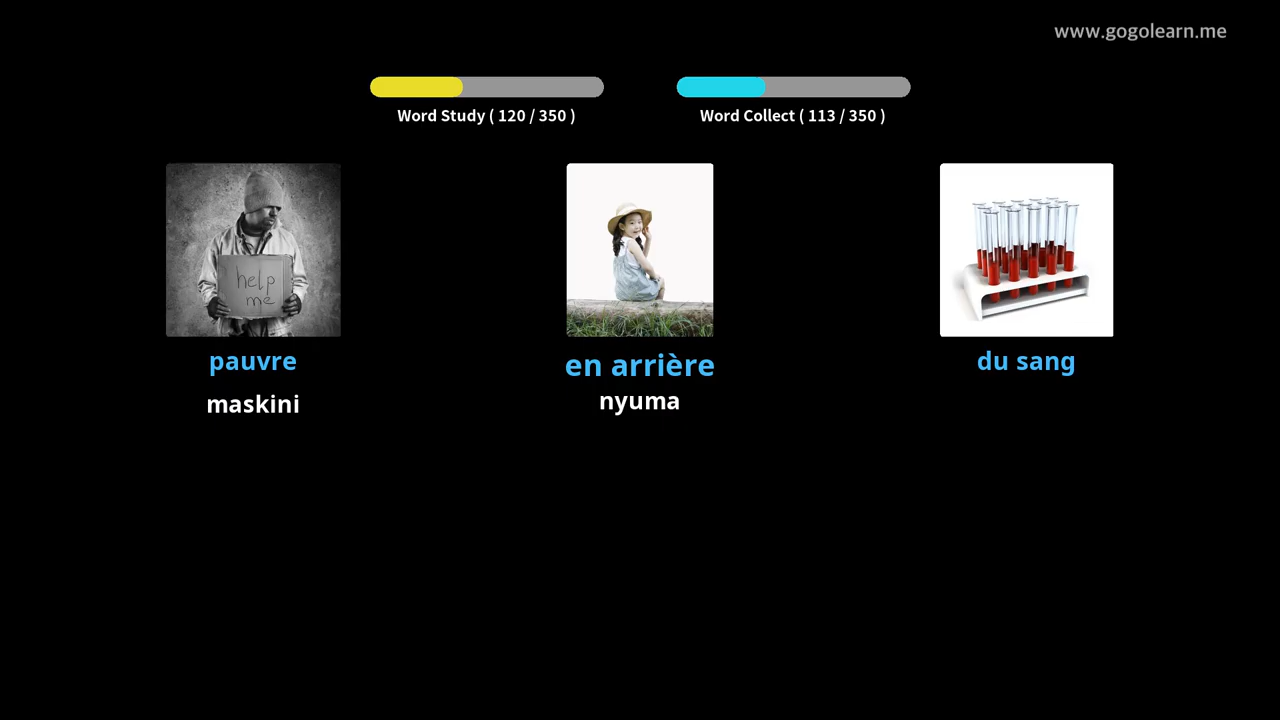 www.gogolearn.me
Word Study ( 120 / 350 )
Word Collect ( 113 / 350 )
help
me
pauvre
en arrière
du sang
maskini
nyuma